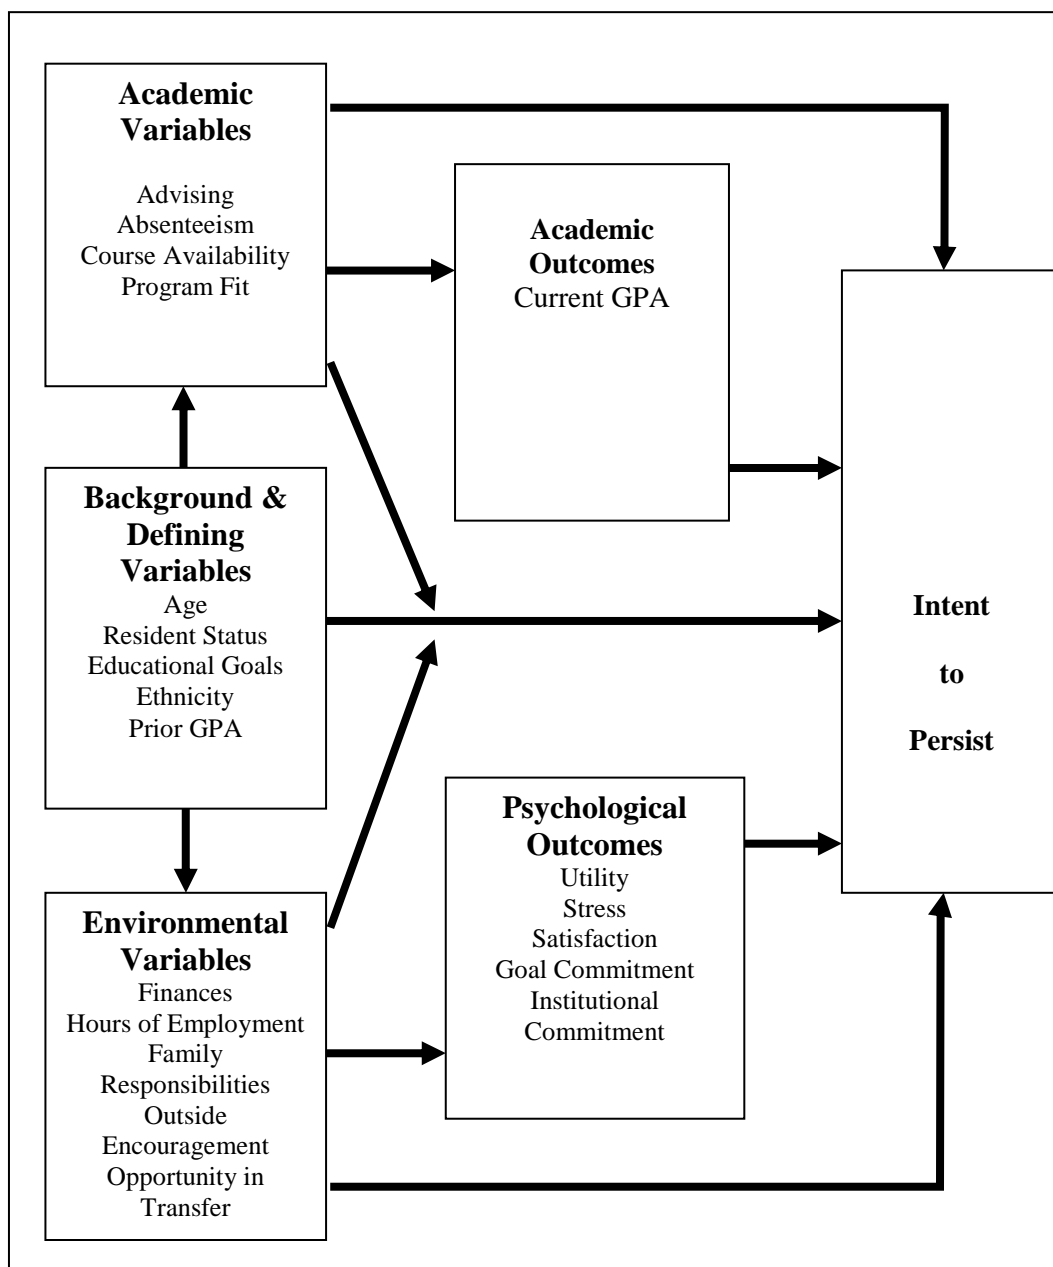 Academic
Variables
Advising
Absenteeism
Course Availability
Program Fit
Academic
Outcomes
Current GPA
Background &
Defining
Variables
Age
Resident Status
Educational Goals
Ethnicity
Prior GPA
Intent
to
Persist
Psychological
Outcomes
Utility
Stress
Satisfaction
Goal Commitment
Institutional
Commitment
Environmental
Variables
Finances
Hours of Employment
Family
Responsibilities
Outside
Encouragement
Opportunity in
Transfer